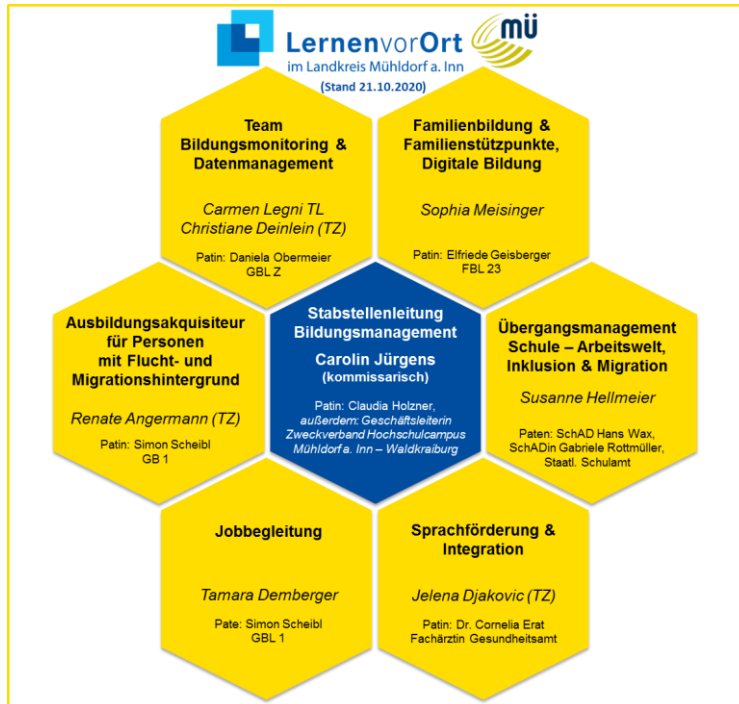 LernenvorOrt
mü
im Landkreis Mühldorf a. Inn
(Stand 21.10.2020)
Team
Bildungsmonitoring &
Datenmanagement
Carmen Legni TL
Christiane Deinlein (TZ)
Patin: Daniela Obermeier
GBL Z
Familienbildung &
Familienstützpunkte,
Digitale Bildung
Sophia Meisinger
Patin: Elfriede Geisberger
FBL 23
Ausbildungsakquisiteur
für Personen
mit Flucht- und
Migrationshintergrund
Renate Angermann (TZ)
Patin: Simon Scheibl
GB 1
Stabstellenleitung
Bildungsmanagement
Carolin Jürgens
(kommissarisch)
Patin: Claudia Holzner,
außerdem: Geschäftsleiterin
Zweckverband Hochschulcampus
Mühldorf a. Inn – Waldkraiburg
Übergangsmanagement
Schule – Arbeitswelt,
Inklusion & Migration
Susanne Hellmeier
Paten: SchAD Hans Wax,
SchADin Gabriele Rottmüller,
Staatl. Schulamt
Jobbegleitung
Tamara Demberger
Pate: Simon Scheibl
GBL 1
Sprachförderung &
Integration
Jelena Djakovic (TZ)
Patin: Dr. Cornelia Erat
Fachärztin Gesundheitsamt